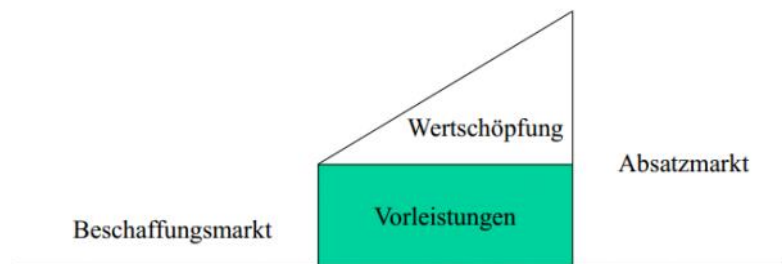 Wertschöpfung
Absatzmarkt
Vorleistungen
Beschaffungsmarkt